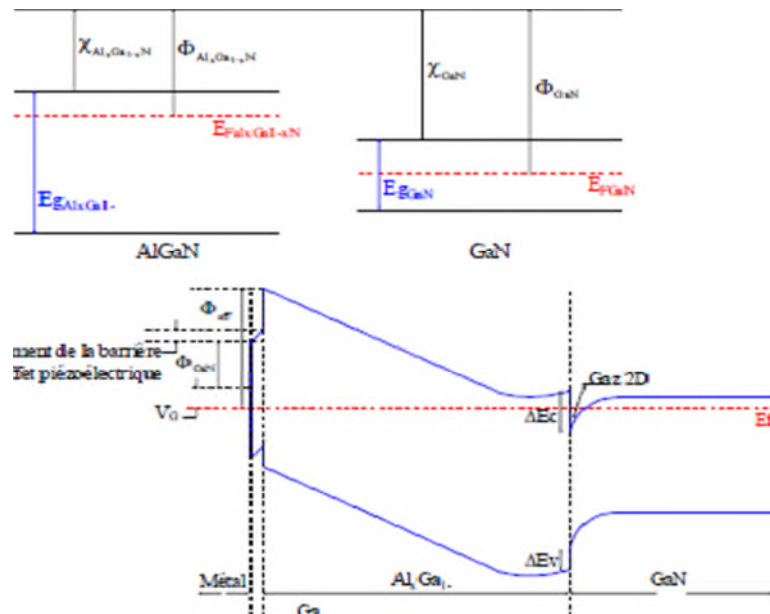 χAlxGa1-xN
ΦAlxGa1-xN
EFalxGa1-xN
EgAlxGa1-
AlGaN
χGaN
ΦGaN
EgGaN
EFGaN
GaN
Φeff
ment de la barrière
ffet piézoélectrique
ΦGaN
VG
Gaz 2D
ΔEc
Ef
ΔEv
Métal
AlxGa1-
GaN
Ga